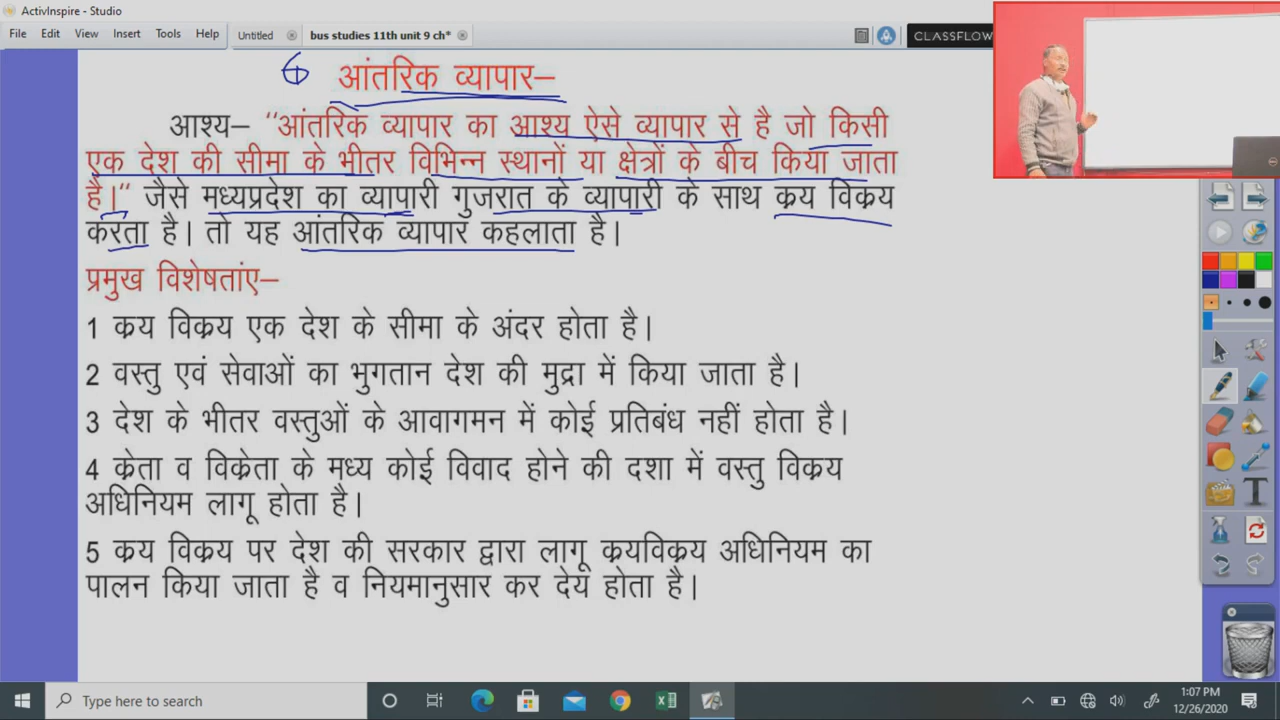 ActivInspire - Studio
File Edit View Insert Tools Help Untitled bus studies 11th unit 9 ch* CLASSFLOW
6 आंतरिक व्यापार–
आश्य– "आंतरिक व्यापार का आश्य ऐसे व्यापार से है जो किसी
एक देश की सीमा के भीतर विभिन्न स्थानों या क्षेत्रों के बीच किया जाता
है।" जैसे मध्यप्रदेश का व्यापारी गुजरात के व्यापारी के साथ क्रय विक्रय
करता है। तो यह आंतरिक व्यापार कहलाता है।
प्रमुख विशेषतांए–
1 क्रय विक्रय एक देश के सीमा के अंदर होता है।
2 वस्तु एवं सेवाओं का भुगतान देश की मुद्रा में किया जाता है।
3 देश के भीतर वस्तुओं के आवागमन में कोई प्रतिबंध नहीं होता है।
4 क्रेता व विक्रेता के मध्य कोई विवाद होने की दशा में वस्तु विक्रय
अधिनियम लागू होता है।
5 क्रय विक्रय पर देश की सरकार द्वारा लागू क्रयविक्रय अधिनियम का
पालन किया जाता है व नियमानुसार कर देय होता है।
Type here to search
1:07 PM
12/26/2020